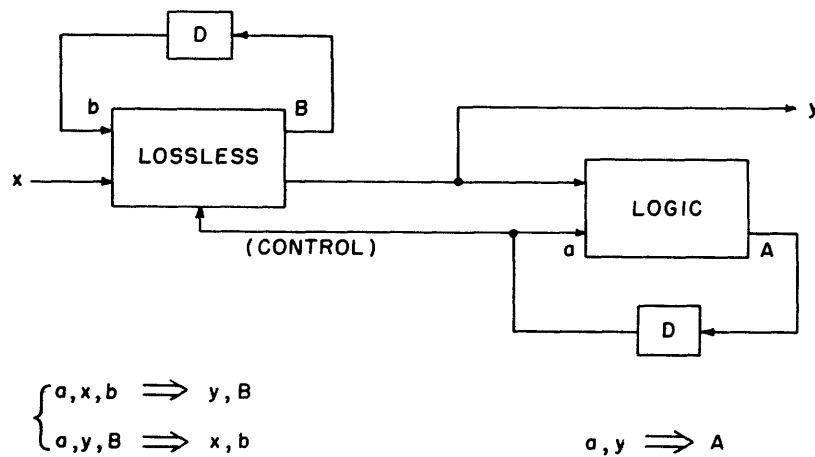 D
b B
LOSSLESS
x
y
LOGIC
(CONTROL)
a A
D
a, x, b ⟹ y, B
a, y, B ⟹ x, b
a, y ⟹ A